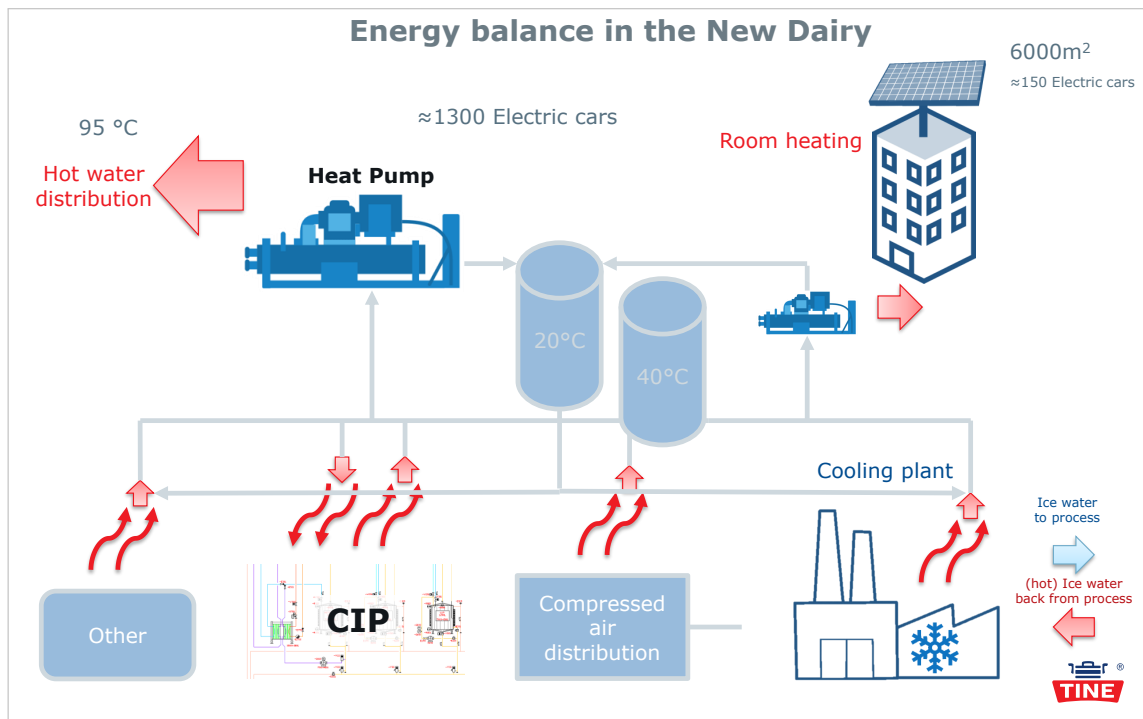 Energy balance in the New Dairy
6000m²
≈150 Electric cars
≈1300 Electric cars
95 °C
Room heating
Hot water
distribution
Heat Pump
20°C
40°C
Cooling plant
Ice water
to process
(hot) Ice water
back from process
Other
CIP
Compressed
air
distribution
TINE®